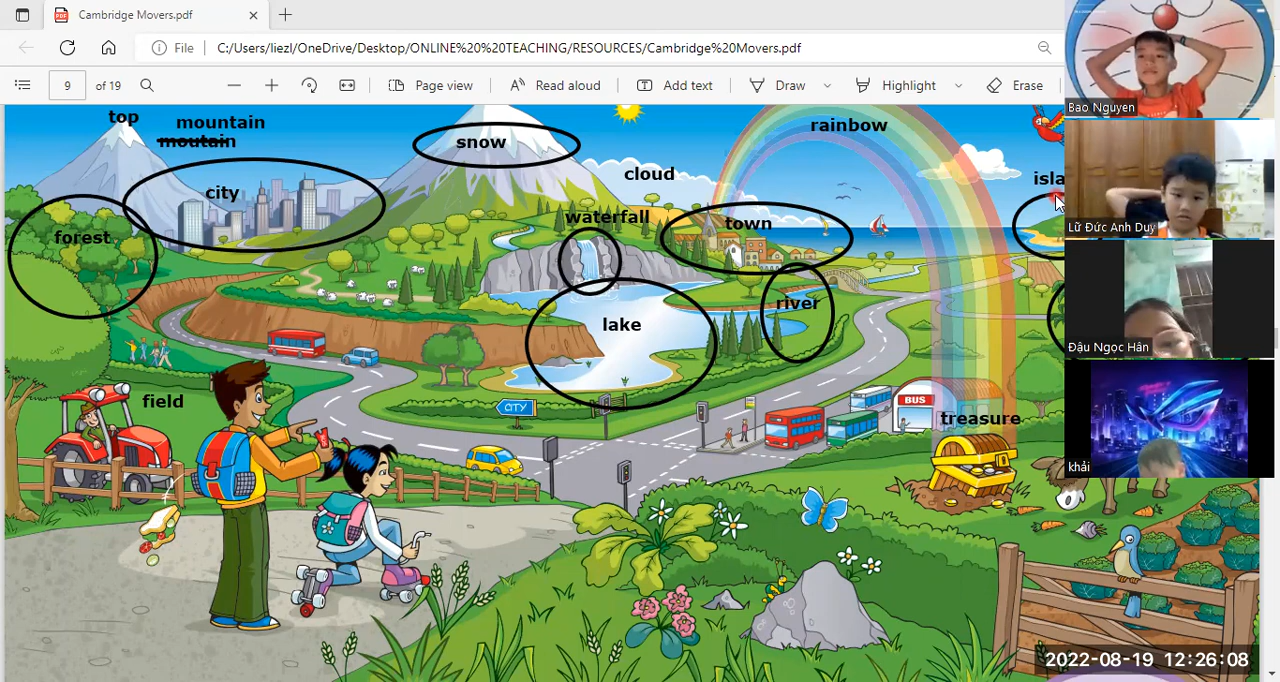 Cambridge Movers.pdf
File
C:/Users/liezl/OneDrive/Desktop/ONLINE%20%20TEACHING/RESOURCES/Cambridge%20Movers.pdf
9 of 19
Page view
Read aloud
Add text
Draw
Highlight
Erase
Bao Nguyen
top
mountain
moutain
snow
rainbow
cloud
city
waterfall
town
forest
Lữ Đức Anh Duy
river
lake
Đậu Ngọc Hân
field
CITY
BUS
treasure
khải
2022-08-19 12:26:08